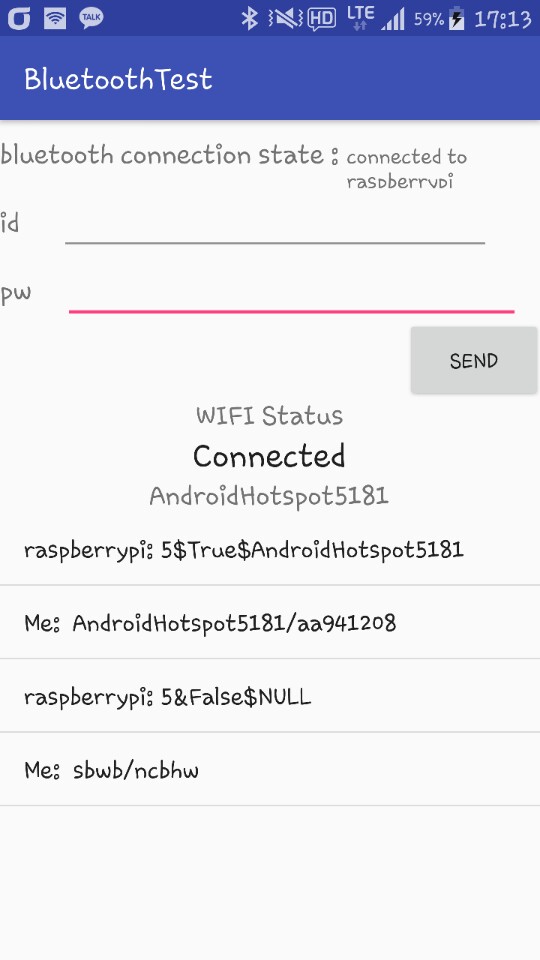 TALK HD LTE 59% 17:13
BluetoothTest
bluetooth connection state : connected to
raspberrypi
id
pw
SEND
WIFI Status
Connected
AndroidHotspot5181
raspberrypi: 5$True$AndroidHotspot5181
Me: AndroidHotspot5181/aa941208
raspberrypi: 5&False$NULL
Me: sbwb/ncbhw